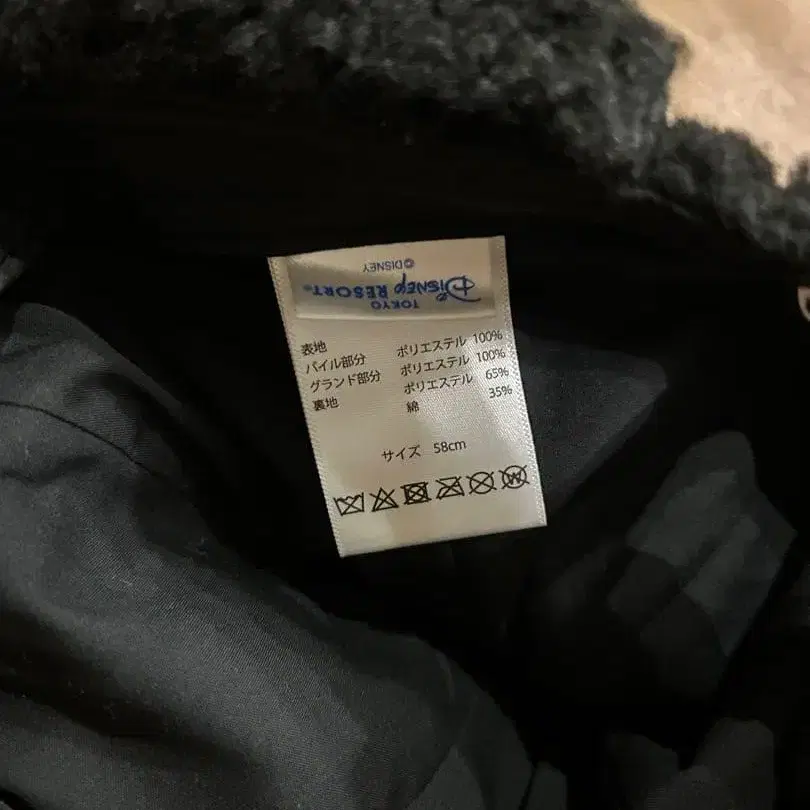 ©DISNEY
TOKYO
DISNEY RESORT®
表地
パイル部分 ポリエステル 100%
グランド部分 ポリエステル 100%
裏地 ポリエステル 65%
綿 35%
サイズ 58cm
W